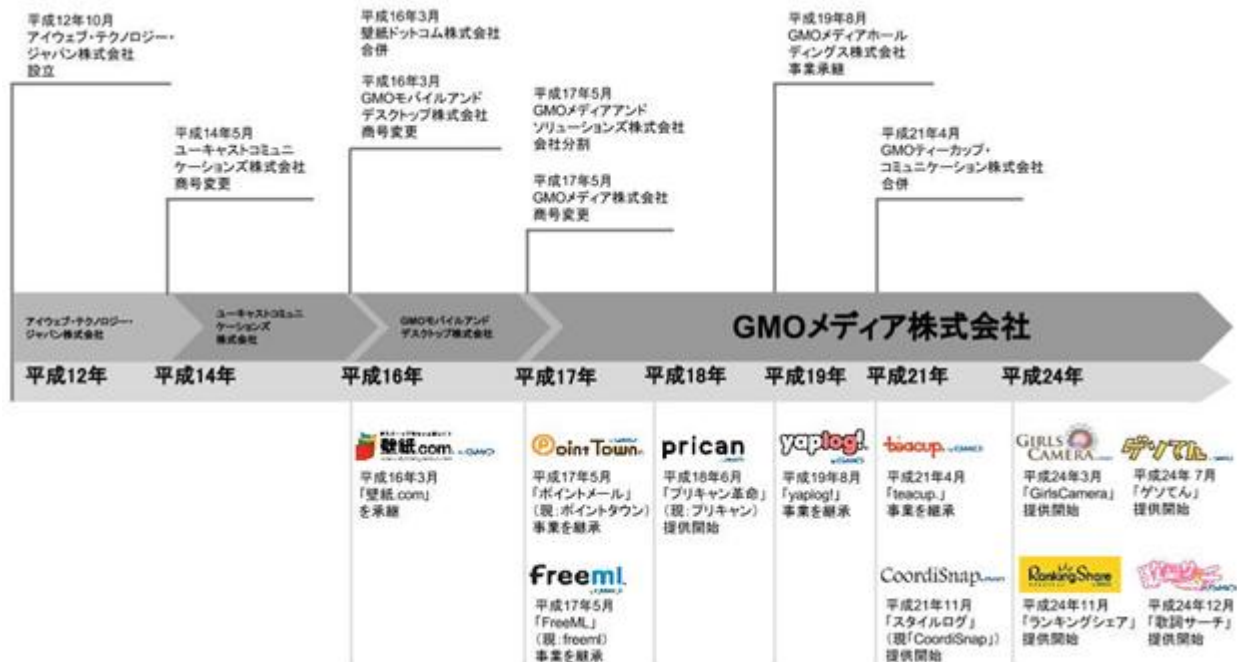 平成12年10月
アイウェブ・テクノロジー・
ジャパン株式会社
設立
平成14年5月
ユーキャストコミュニ
ケーションズ株式会社
商号変更
平成16年3月
壁紙ドットコム株式会社
合併
平成16年3月
GMOモバイルアンド
デスクトップ株式会社
商号変更
平成17年5月
GMOメディアアンド
ソリューションズ株式会社
会社分割
平成17年5月
GMOメディア株式会社
商号変更
平成19年8月
GMOメディアホール
ディングス株式会社
事業承継
平成21年4月
GMOティーカップ・
コミュニケーション株式会社
合併
アイウェブ・テクノロジー・
ジャパン株式会社
ユーキャストコミュニ
ケーションズ
株式会社
GMOモバイルアンド
デスクトップ株式会社
GMOメディア株式会社
平成12年
平成14年
平成16年
平成17年
平成18年
平成19年
平成21年
平成24年
壁紙.com by GMO
平成16年3月
「壁紙.com」
を承継
Point Town
平成17年5月
「ポイントメール」
(現:ポイントタウン)
事業を継承
freeml
平成17年5月
「FreeML」
(現:freeml)
事業を継承
prican
平成18年6月
「プリキャン革命」
(現:プリキャン)
提供開始
yaplog!
平成19年8月
「yaplog!」
事業を継承
teacup. by GMO
平成21年4月
「teacup.」
事業を継承
CoordiSnap
平成21年11月
「スタイルログ」
(現「CoordiSnap」)
提供開始
GIRLS
CAMERA
平成24年3月
「GirlsCamera」
提供開始
ゲソてん
平成24年 7月
「ゲソてん」
提供開始
RankingShare
平成24年11月
「ランキングシェア」
提供開始
歌詞サーチ
平成24年12月
「歌詞サーチ」
提供開始